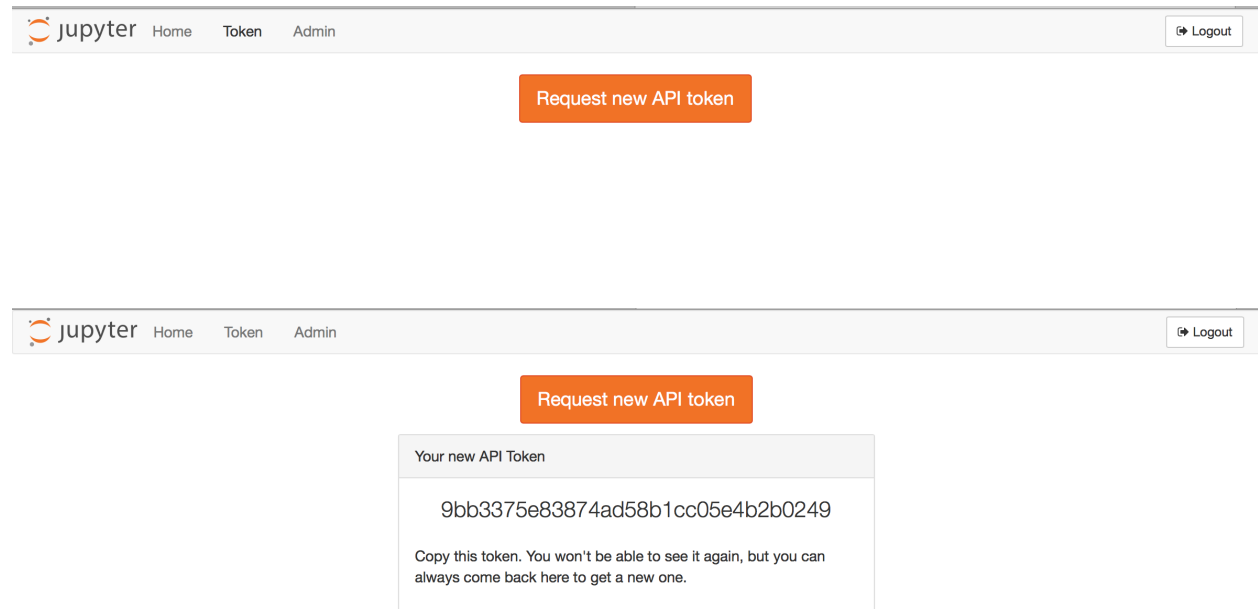 jupyter Home Token Admin Logout
Request new API token
jupyter Home Token Admin Logout
Request new API token
Your new API Token
9bb3375e83874ad58b1cc05e4b2b0249
Copy this token. You won't be able to see it again, but you can
always come back here to get a new one.